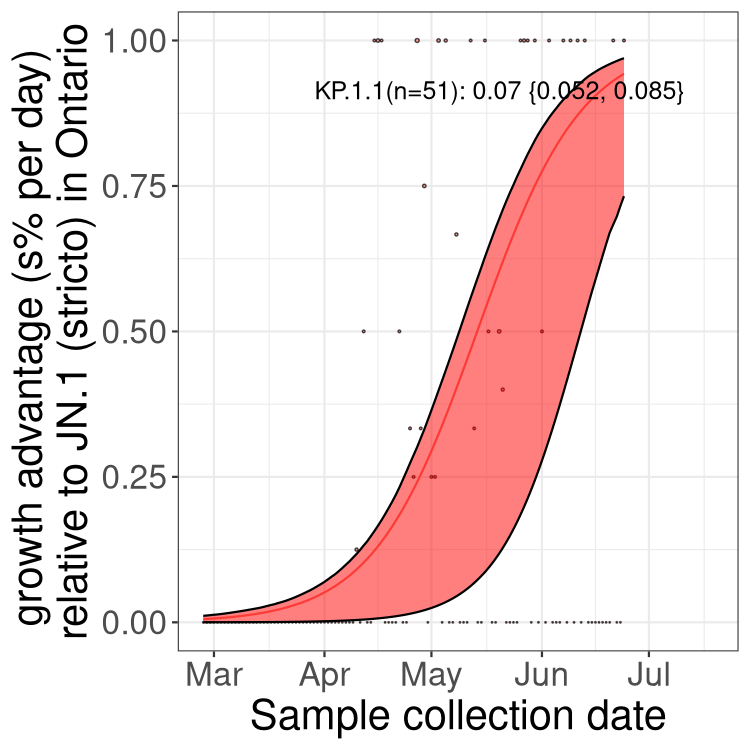 growth advantage (s% per day)
relative to JN.1 (stricto) in Ontario
1.00
0.75
0.50
0.25
0.00
KP.1.1(n=51): 0.07 {0.052, 0.085}
Mar Apr May Jun Jul
Sample collection date